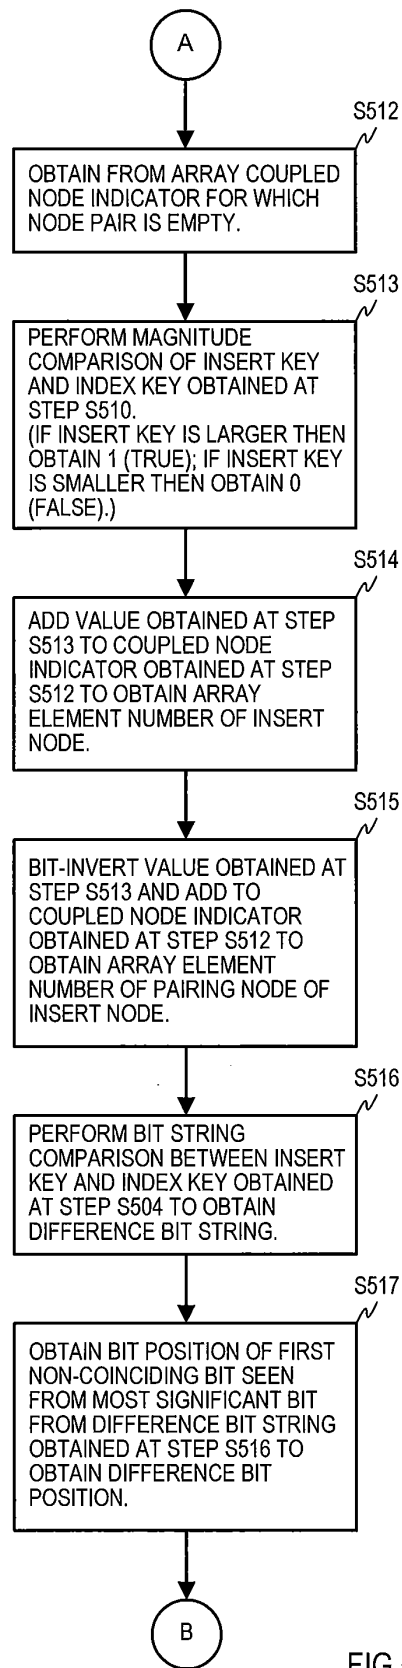 A
S512
OBTAIN FROM ARRAY COUPLED
NODE INDICATOR FOR WHICH
NODE PAIR IS EMPTY.
S513
PERFORM MAGNITUDE
COMPARISON OF INSERT KEY
AND INDEX KEY OBTAINED AT
STEP S510.
(IF INSERT KEY IS LARGER THEN
OBTAIN 1 (TRUE); IF INSERT KEY
IS SMALLER THEN OBTAIN 0
(FALSE).)
S514
ADD VALUE OBTAINED AT STEP
S513 TO COUPLED NODE
INDICATOR OBTAINED AT STEP
S512 TO OBTAIN ARRAY
ELEMENT NUMBER OF INSERT
NODE.
S515
BIT-INVERT VALUE OBTAINED AT
STEP S513 AND ADD TO
COUPLED NODE INDICATOR
OBTAINED AT STEP S512 TO
OBTAIN ARRAY ELEMENT
NUMBER OF PAIRING NODE OF
INSERT NODE.
S516
PERFORM BIT STRING
COMPARISON BETWEEN INSERT
KEY AND INDEX KEY OBTAINED
AT STEP S504 TO OBTAIN
DIFFERENCE BIT STRING.
S517
OBTAIN BIT POSITION OF FIRST
NON-COINCIDING BIT SEEN
FROM MOST SIGNIFICANT BIT
FROM DIFFERENCE BIT STRING
OBTAINED AT STEP S516 TO
OBTAIN DIFFERENCE BIT
POSITION.
B
FIG